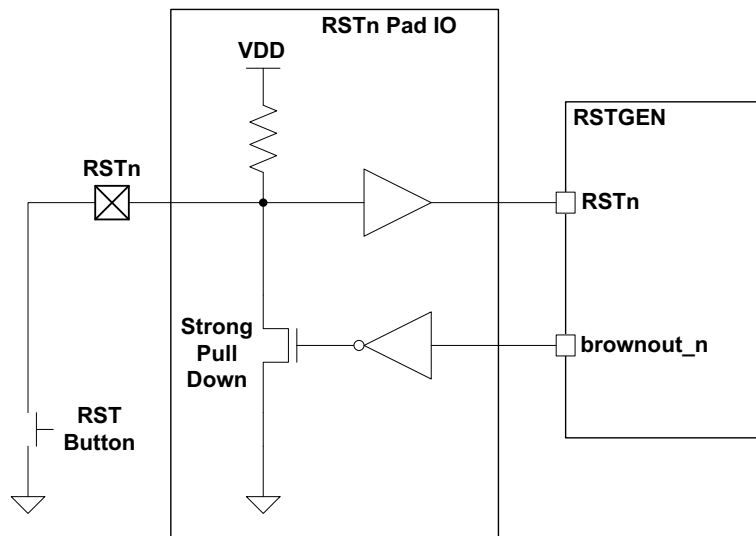 RSTn Pad IO
VDD
RSTGEN
RSTn
RSTn
Strong
Pull
Down
brownout_n
RST
Button